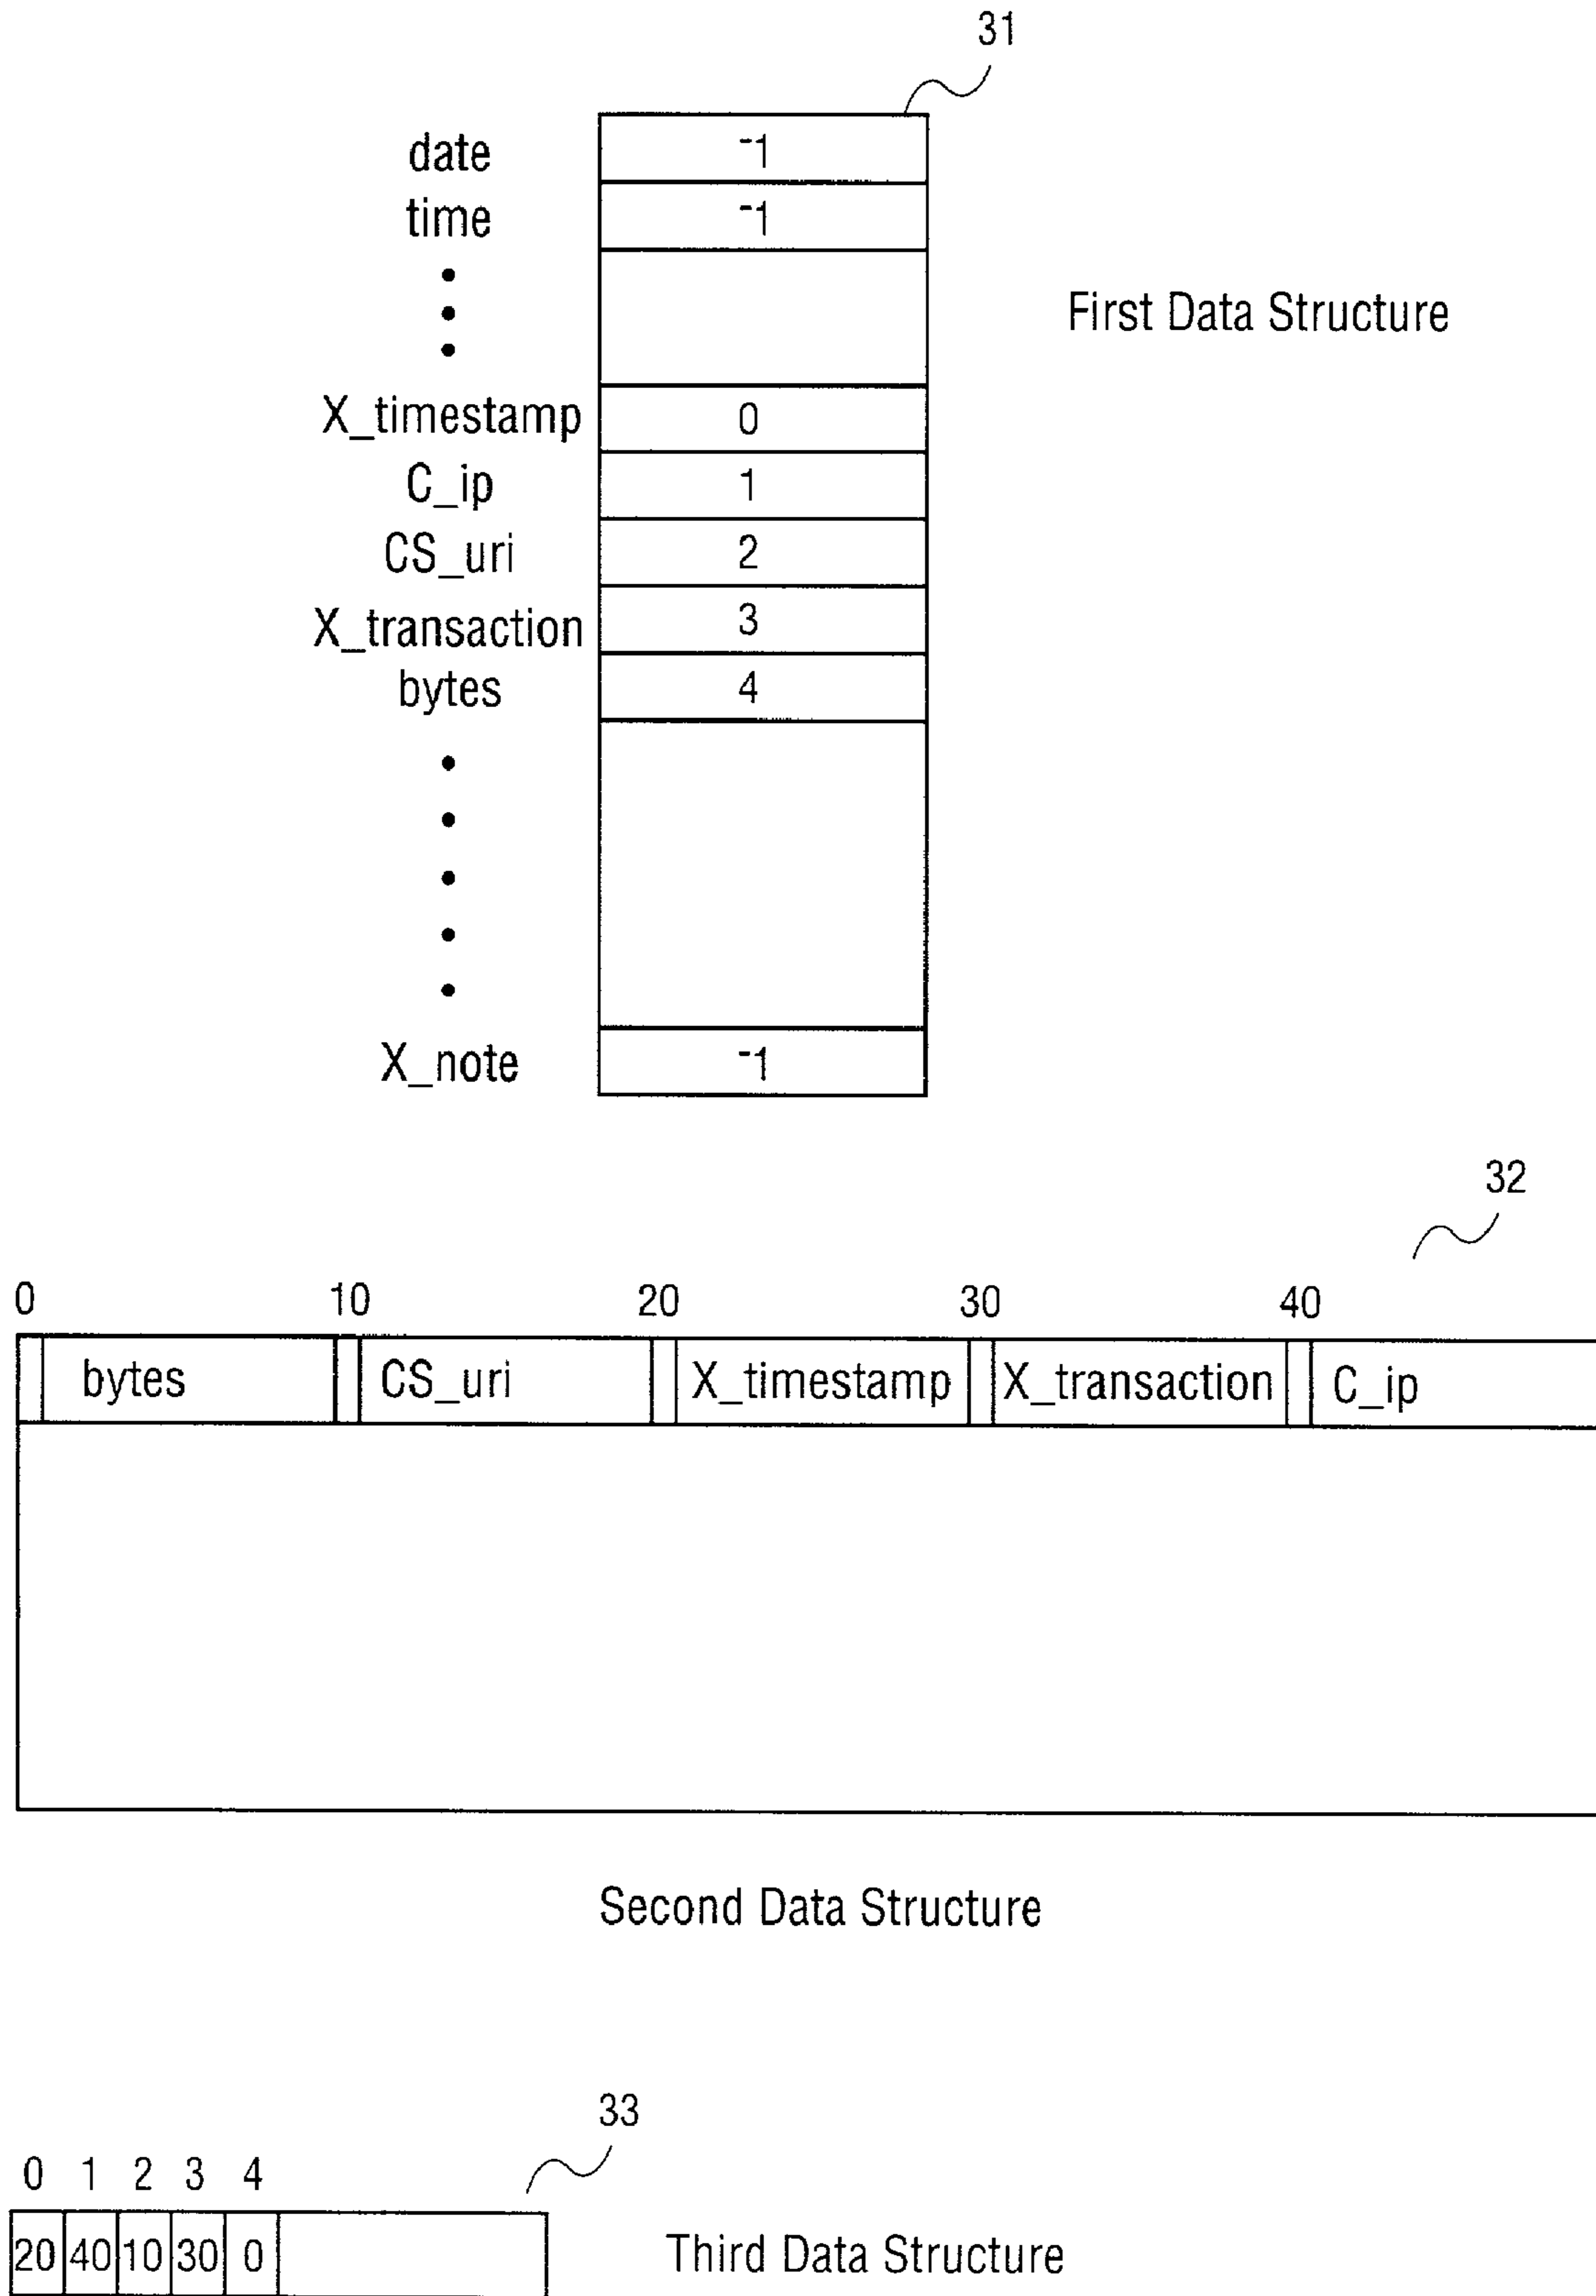 31
date -1
time -1
First Data Structure
X_timestamp 0
C_ip 1
CS_uri 2
X_transaction 3
bytes 4
X_note -1
32
0 10 20 30 40
bytes CS_uri X_timestamp X_transaction C_ip
Second Data Structure
33
0 1 2 3 4
20 40 10 30 0
Third Data Structure